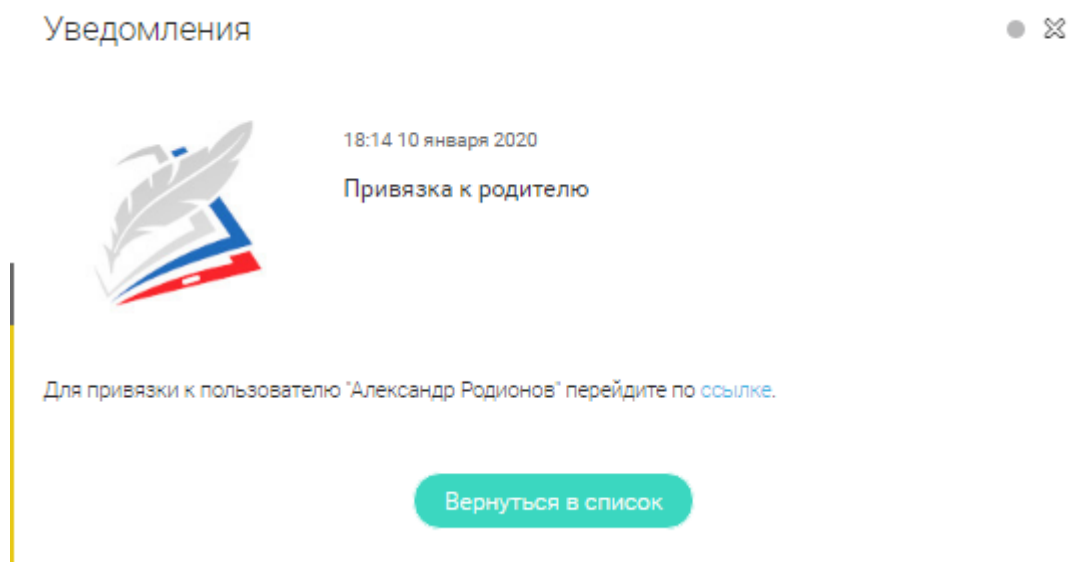 Уведомления
18:14 10 января 2020
Привязка к родителю
Для привязки к пользователю "Александр Родионов" перейдите по ссылке.
Вернуться в список